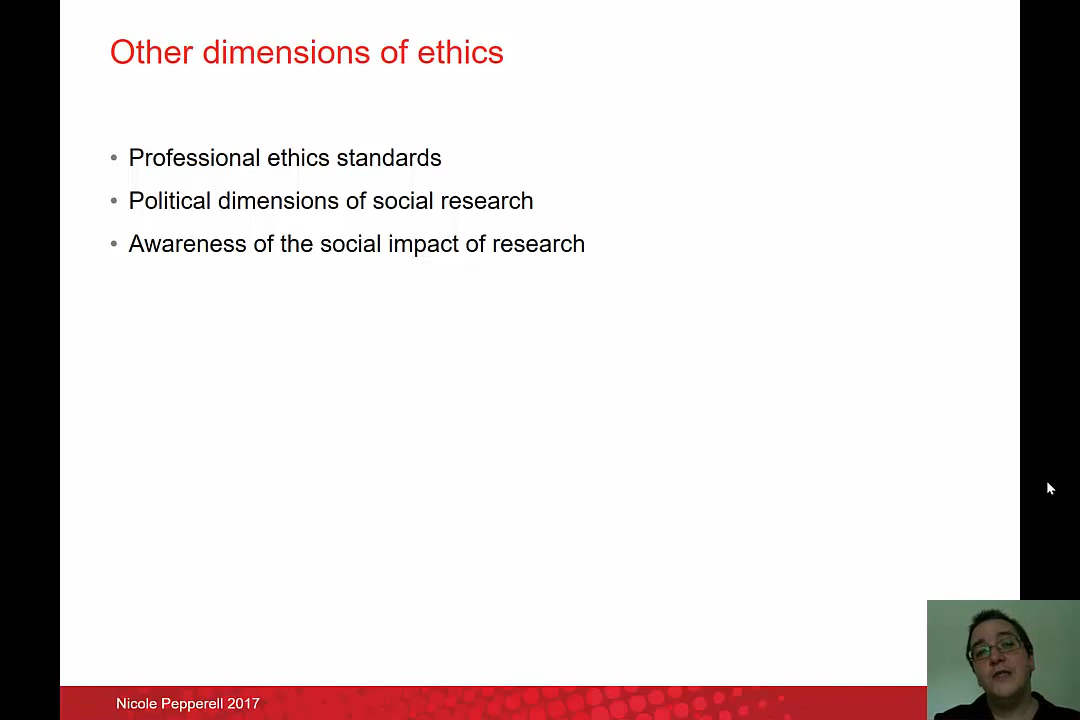 Other dimensions of ethics
• Professional ethics standards
• Political dimensions of social research
• Awareness of the social impact of research
Nicole Pepperell 2017